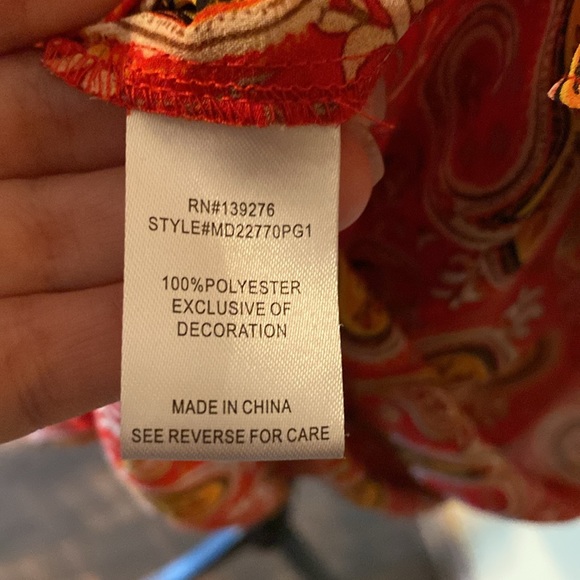 RN#139276
STYLE#MD22770PG1
100%POLYESTER
EXCLUSIVE OF
DECORATION
MADE IN CHINA
SEE REVERSE FOR CARE